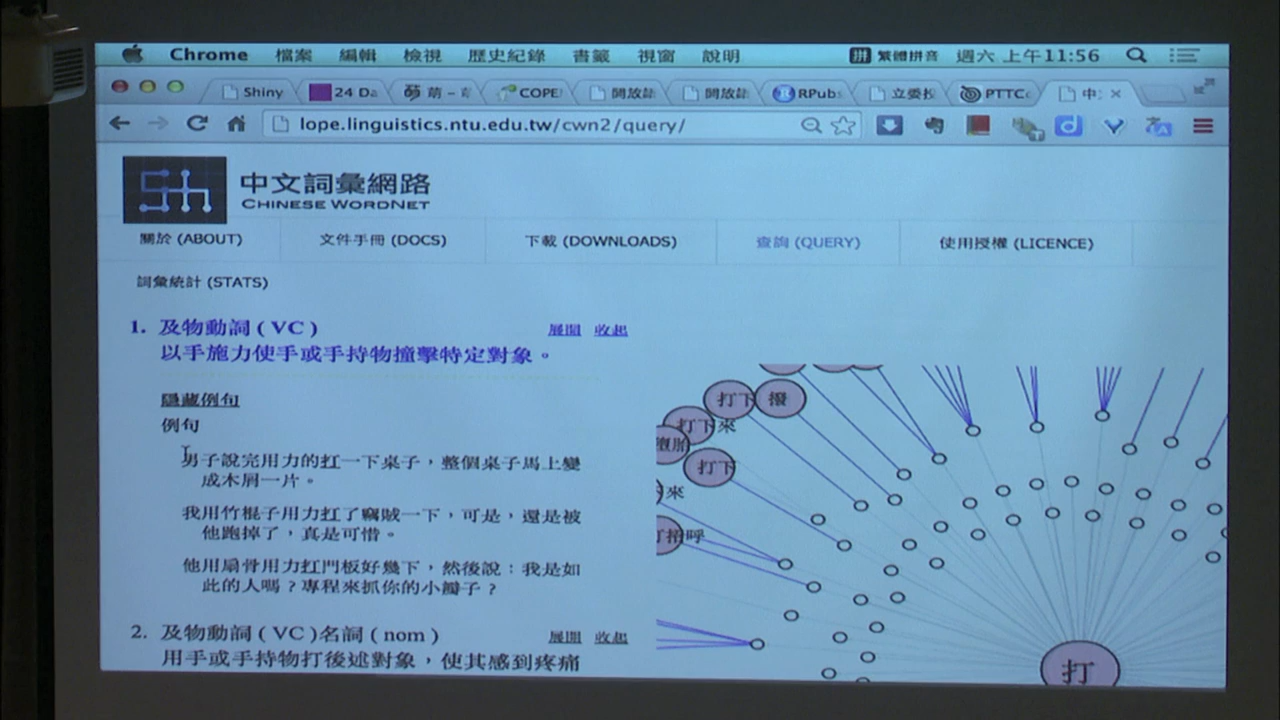 Chrome 檔案 編輯 檢視 歷史紀錄 書籤 視窗 說明 拼 繁體拼音 週六 上午11:56
Shiny 24 Da 萌 - 萌 COPE 開放 開放 RPubs 立委投 PTTC 中
lope.linguistics.ntu.edu.tw/cwn2/query/
中文詞彙網路
CHINESE WORDNET
關於 (ABOUT) 文件手冊 (DOCS) 下載 (DOWNLOADS) 查詢 (QUERY) 使用授權 (LICENCE)
詞彙統計 (STATS)
1. 及物動詞 ( VC ) 展開 收起
以手施力使手或手持物撞擊特定對象。
隱藏例句
例句
男子說完用力的扛一下桌子，整個桌子馬上變
成木屑一片。
我用竹棍子用力扛了竊賊一下，可是，還是被
他跑掉了，真是可惜。
他用扇骨用力扛門板好幾下，然後說：我是如
此的人嗎？專程來抓你的小辮子？
2. 及物動詞 ( VC )名詞 ( nom ) 展開 收起
用手或手持物打後述對象，使其感到疼痛
打下 撥
打下來
墮胎
打下
來
打招呼
打